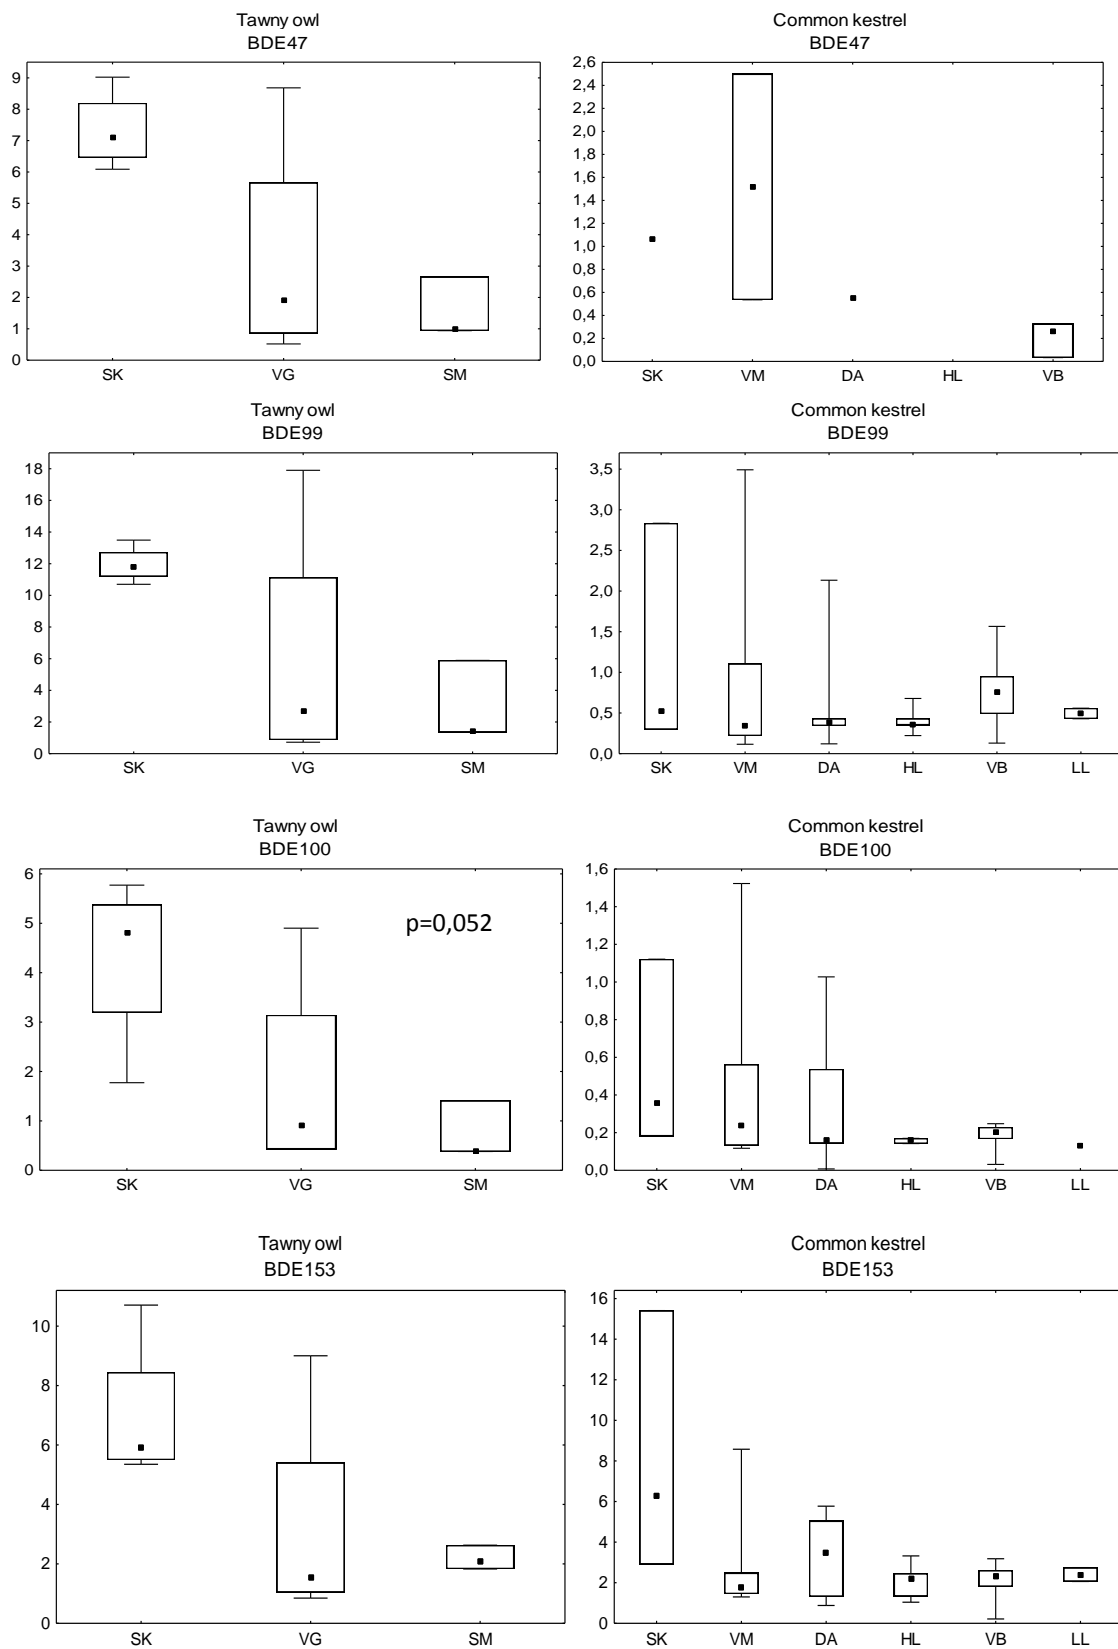 Tawny owl
BDE47
9
8
7
6
5
4
3
2
1
0
SK VG SM
Common kestrel
BDE47
2,6
2,4
2,2
2,0
1,8
1,6
1,4
1,2
1,0
0,8
0,6
0,4
0,2
0,0
SK VM DA HL VB
Tawny owl
BDE99
18
16
14
12
10
8
6
4
2
0
SK VG SM
Common kestrel
BDE99
3,5
3,0
2,5
2,0
1,5
1,0
0,5
0,0
SK VM DA HL VB LL
Tawny owl
BDE100
6
5
4
3
2
1
0
p=0,052
SK VG SM
Common kestrel
BDE100
1,6
1,4
1,2
1,0
0,8
0,6
0,4
0,2
0,0
SK VM DA HL VB LL
Tawny owl
BDE153
10
8
6
4
2
0
SK VG SM
Common kestrel
BDE153
16
14
12
10
8
6
4
2
0
SK VM DA HL VB LL